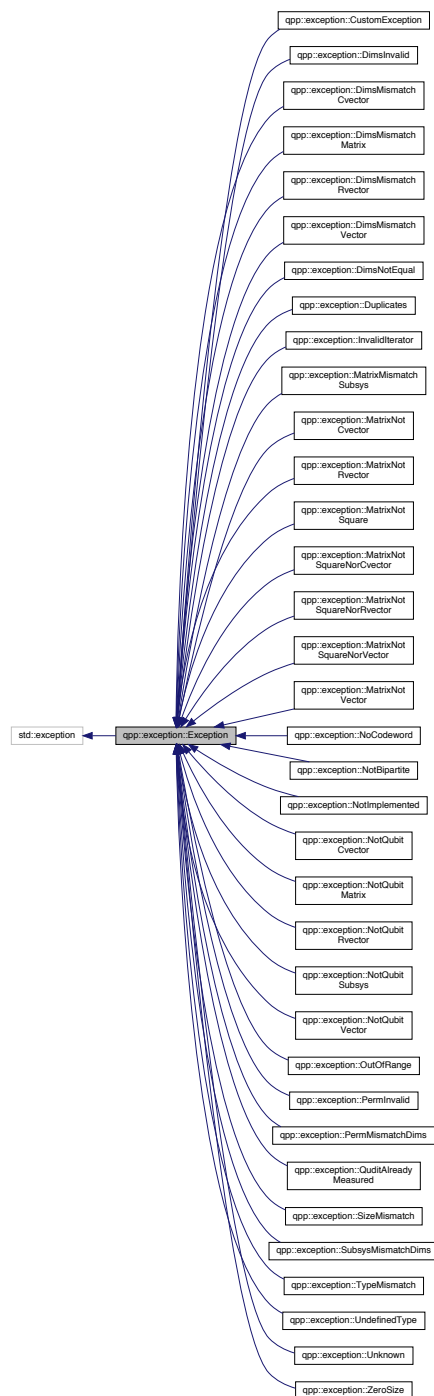 qpp::exception::CustomException
qpp::exception::DimsInvalid
qpp::exception::DimsMismatch
Cvector
qpp::exception::DimsMismatch
Matrix
qpp::exception::DimsMismatch
Rvector
qpp::exception::DimsMismatch
Vector
qpp::exception::DimsNotEqual
qpp::exception::Duplicates
qpp::exception::InvalidIterator
qpp::exception::MatrixMismatch
Subsys
qpp::exception::MatrixNot
Cvector
qpp::exception::MatrixNot
Rvector
qpp::exception::MatrixNot
Square
qpp::exception::MatrixNot
SquareNorCvector
qpp::exception::MatrixNot
SquareNorRvector
qpp::exception::MatrixNot
SquareNorVector
qpp::exception::MatrixNot
Vector
std::exception
qpp::exception::Exception
qpp::exception::NoCodeword
qpp::exception::NotBipartite
qpp::exception::NotImplemented
qpp::exception::NotQubit
Cvector
qpp::exception::NotQubit
Matrix
qpp::exception::NotQubit
Rvector
qpp::exception::NotQubit
Subsys
qpp::exception::NotQubit
Vector
qpp::exception::OutOfRange
qpp::exception::PermInvalid
qpp::exception::PermMismatchDims
qpp::exception::QuditAlready
Measured
qpp::exception::SizeMismatch
qpp::exception::SubsysMismatchDims
qpp::exception::TypeMismatch
qpp::exception::UndefinedType
qpp::exception::Unknown
qpp::exception::ZeroSize